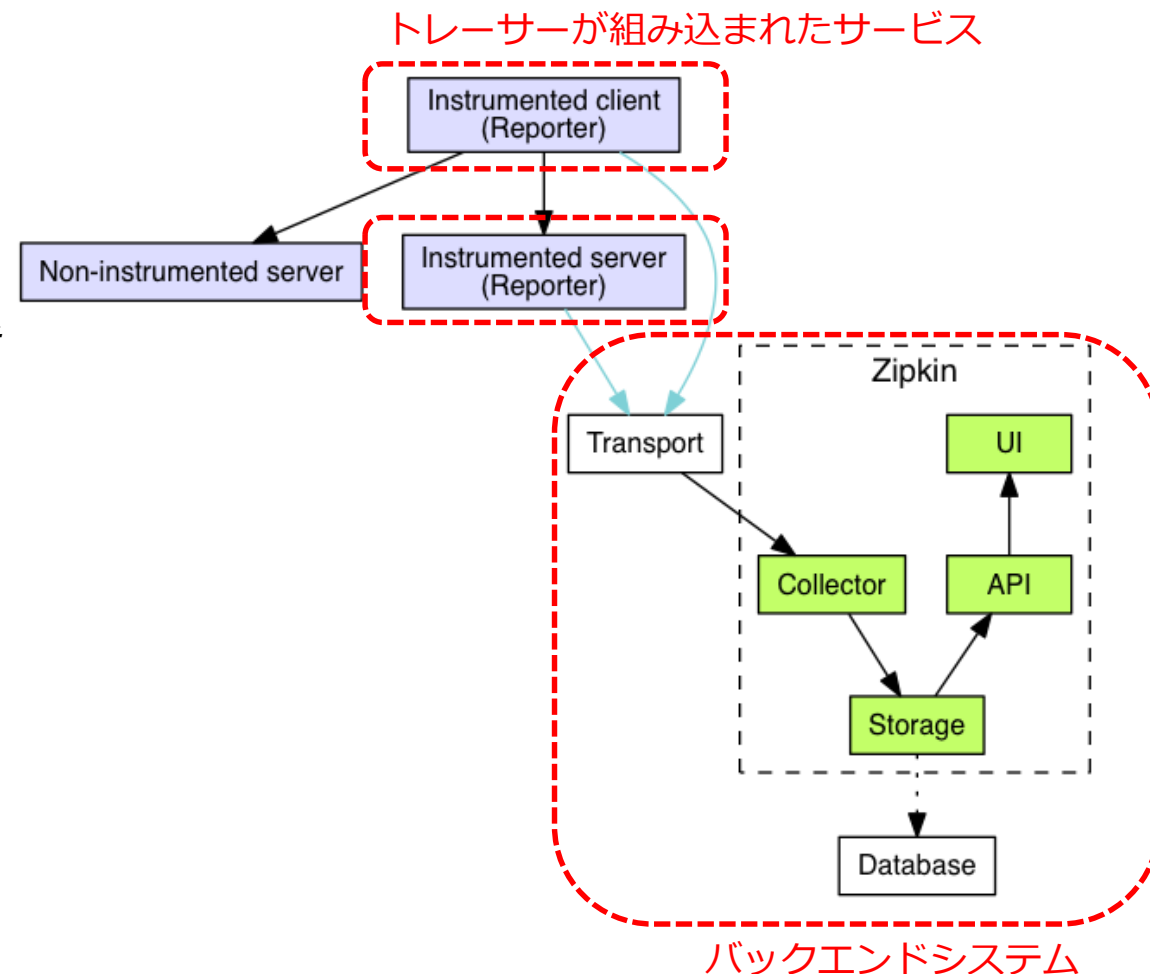 トレーサーが組み込まれたサービス
Instrumented client
(Reporter)
Non-instrumented server
Instrumented server
(Reporter)
Zipkin
Transport
UI
Collector
API
Storage
Database
バックエンドシステム